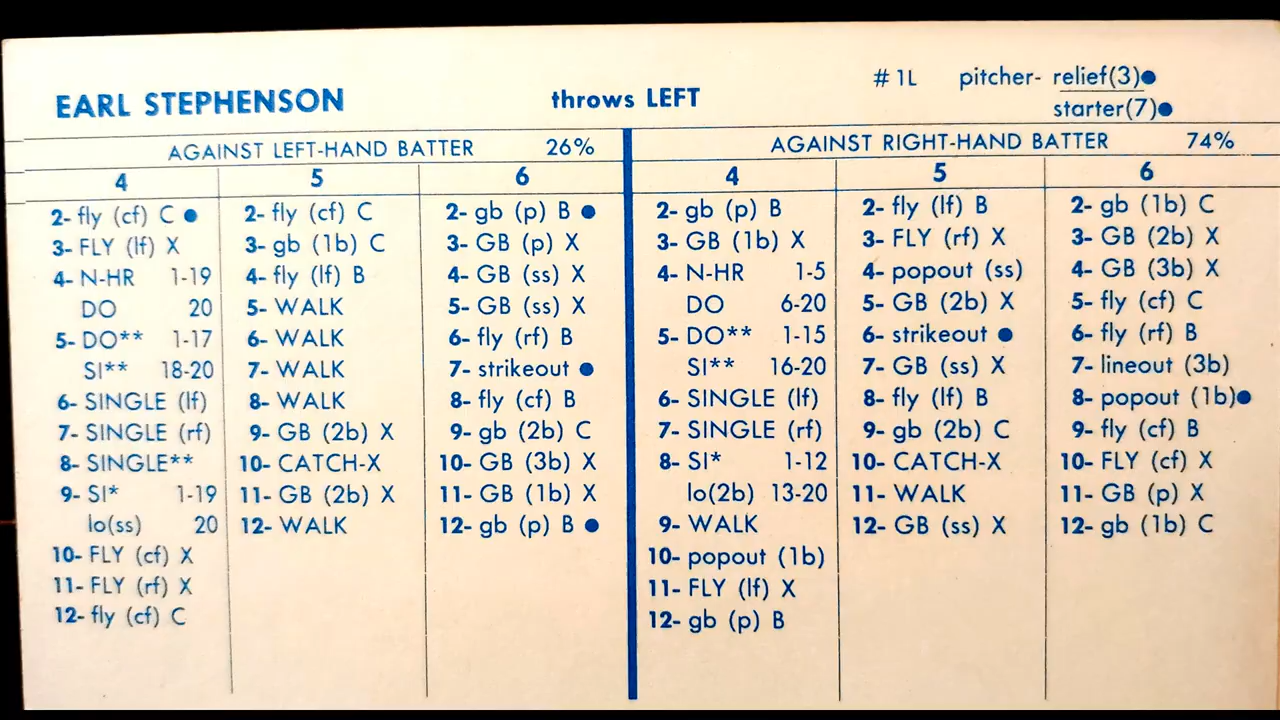 EARL STEPHENSON throws LEFT # 1L pitcher- relief(3)●
starter(7)●
AGAINST LEFT-HAND BATTER 26% AGAINST RIGHT-HAND BATTER 74%
4 5 6 4 5 6
2- fly (cf) C ● 2- fly (cf) C 2- gb (p) B ● 2- gb (p) B 2- fly (lf) B 2- gb (1b) C
3- FLY (lf) X 3- gb (1b) C 3- GB (p) X 3- GB (1b) X 3- FLY (rf) X 3- GB (2b) X
4- N-HR 1-19 4- fly (lf) B 4- GB (ss) X 4- N-HR 1-5 4- popout (ss) 4- GB (3b) X
DO 20 5- WALK 5- GB (ss) X DO 6-20 5- GB (2b) X 5- fly (cf) C
5- DO** 1-17 6- WALK 6- fly (rf) B 5- DO** 1-15 6- strikeout ● 6- fly (rf) B
SI** 18-20 7- WALK 7- strikeout ● SI** 16-20 7- GB (ss) X 7- lineout (3b)
6- SINGLE (lf) 8- WALK 8- fly (cf) B 6- SINGLE (lf) 8- fly (lf) B 8- popout (1b)●
7- SINGLE (rf) 9- GB (2b) X 9- gb (2b) C 7- SINGLE (rf) 9- gb (2b) C 9- fly (cf) B
8- SINGLE** 10- CATCH-X 10- GB (3b) X 8- SI* 1-12 10- CATCH-X 10- FLY (cf) X
9- SI* 1-19 11- GB (2b) X 11- GB (1b) X lo(2b) 13-20 11- WALK 11- GB (p) X
lo(ss) 20 12- WALK 12- gb (p) B ● 9- WALK 12- GB (ss) X 12- gb (1b) C
10- FLY (cf) X 10- popout (1b)
11- FLY (rf) X 11- FLY (lf) X
12- fly (cf) C 12- gb (p) B